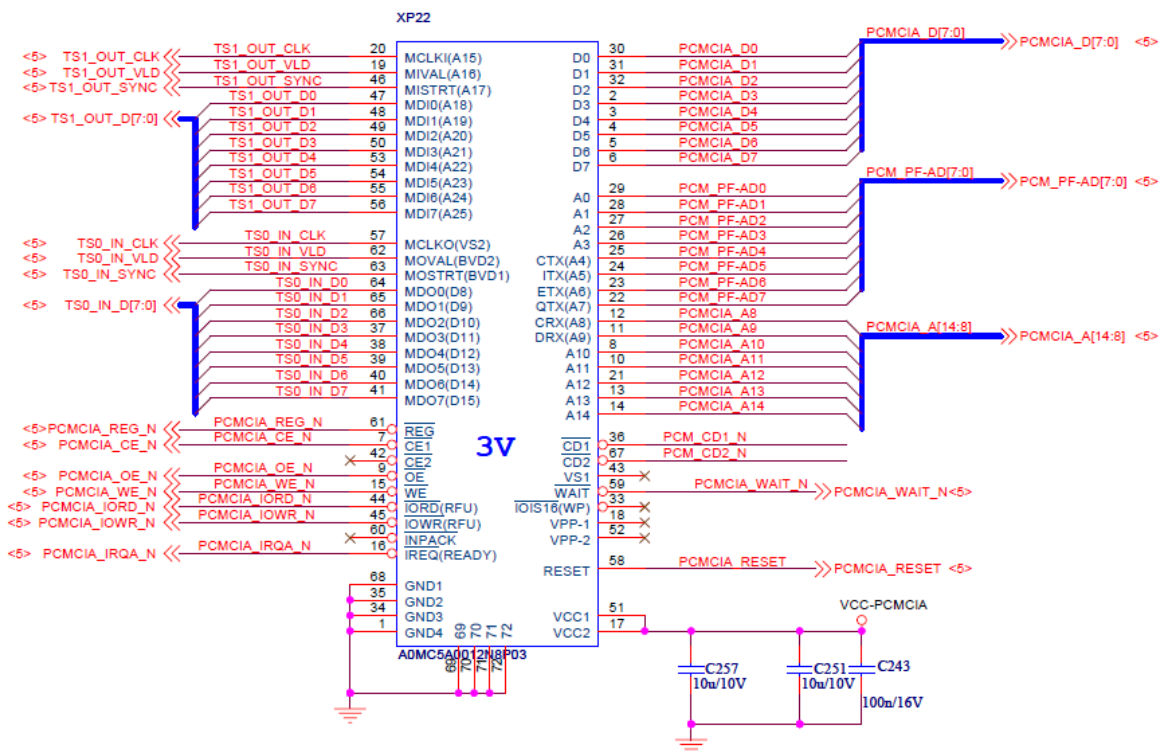 XP22
<5> TS1_OUT_CLK TS1_OUT_CLK 20 MCLKI(A15)
<5> TS1_OUT_VLD TS1_OUT_VLD 19 MIVAL(A16)
<5> TS1_OUT_SYNC TS1_OUT_SYNC 46 MISTRT(A17)
TS1_OUT_D0 47 MDI0(A18)
<5> TS1_OUT_D[7:0] TS1_OUT_D1 48 MDI1(A19)
TS1_OUT_D2 49 MDI2(A20)
TS1_OUT_D3 50 MDI3(A21)
TS1_OUT_D4 53 MDI4(A22)
TS1_OUT_D5 54 MDI5(A23)
TS1_OUT_D6 55 MDI6(A24)
TS1_OUT_D7 56 MDI7(A25)
<5> TS0_IN_CLK TS0_IN_CLK 57 MCLKO(VS2)
<5> TS0_IN_VLD TS0_IN_VLD 62 MOVAL(BVD2)
<5> TS0_IN_SYNC TS0_IN_SYNC 63 MOSTRT(BVD1)
TS0_IN_D0 64 MDO0(D8)
<5> TS0_IN_D[7:0] TS0_IN_D1 65 MDO1(D9)
TS0_IN_D2 66 MDO2(D10)
TS0_IN_D3 37 MDO3(D11)
TS0_IN_D4 38 MDO4(D12)
TS0_IN_D5 39 MDO5(D13)
TS0_IN_D6 40 MDO6(D14)
TS0_IN_D7 41 MDO7(D15)
<5> PCMCIA_REG_N PCMCIA_REG_N 61 REG
<5> PCMCIA_CE_N PCMCIA_CE_N 7 CE1
42 CE2
<5> PCMCIA_OE_N PCMCIA_OE_N 9 OE
<5> PCMCIA_WE_N PCMCIA_WE_N 15 WE
<5> PCMCIA_IORD_N PCMCIA_IORD_N 44 IORD(RFU)
<5> PCMCIA_IOWR_N PCMCIA_IOWR_N 45 IOWR(RFU)
60 INPACK
<5> PCMCIA_IRQA_N PCMCIA_IRQA_N 16 IREQ(READY)
68 GND1
35 GND2
34 GND3
1 GND4
69 70 71 72
A0MC5A0012N8P03
69 70 71 72
3V
D0 30 PCMCIA_D0
D1 31 PCMCIA_D1
D2 32 PCMCIA_D2
D3 2 PCMCIA_D3
D4 3 PCMCIA_D4
D5 4 PCMCIA_D5
D6 5 PCMCIA_D6
D7 6 PCMCIA_D7
PCMCIA_D[7:0] PCMCIA_D[7:0] <5>
A0 29 PCM_PF-AD0
A1 28 PCM_PF-AD1
A2 27 PCM_PF-AD2
A3 26 PCM_PF-AD3
CTX(A4) 25 PCM_PF-AD4
ITX(A5) 24 PCM_PF-AD5
ETX(A6) 23 PCM_PF-AD6
QTX(A7) 22 PCM_PF-AD7
PCM_PF-AD[7:0] PCM_PF-AD[7:0] <5>
CRX(A8) 12 PCMCIA_A8
DRX(A9) 11 PCMCIA_A9
A10 8 PCMCIA_A10
A11 10 PCMCIA_A11
A12 21 PCMCIA_A12
A13 13 PCMCIA_A13
A14 14 PCMCIA_A14
PCMCIA_A[14:8] PCMCIA_A[14:8] <5>
CD1 36 PCM_CD1_N
CD2 67 PCM_CD2_N
VS1 43
WAIT 59 PCMCIA_WAIT_N PCMCIA_WAIT_N<5>
IOIS16(WP) 33
VPP-1 18
VPP-2 52
RESET 58 PCMCIA_RESET PCMCIA_RESET <5>
VCC1 51
VCC2 17
VCC-PCMCIA
C257
10u/10V
C251
10u/10V
C243
100n/16V